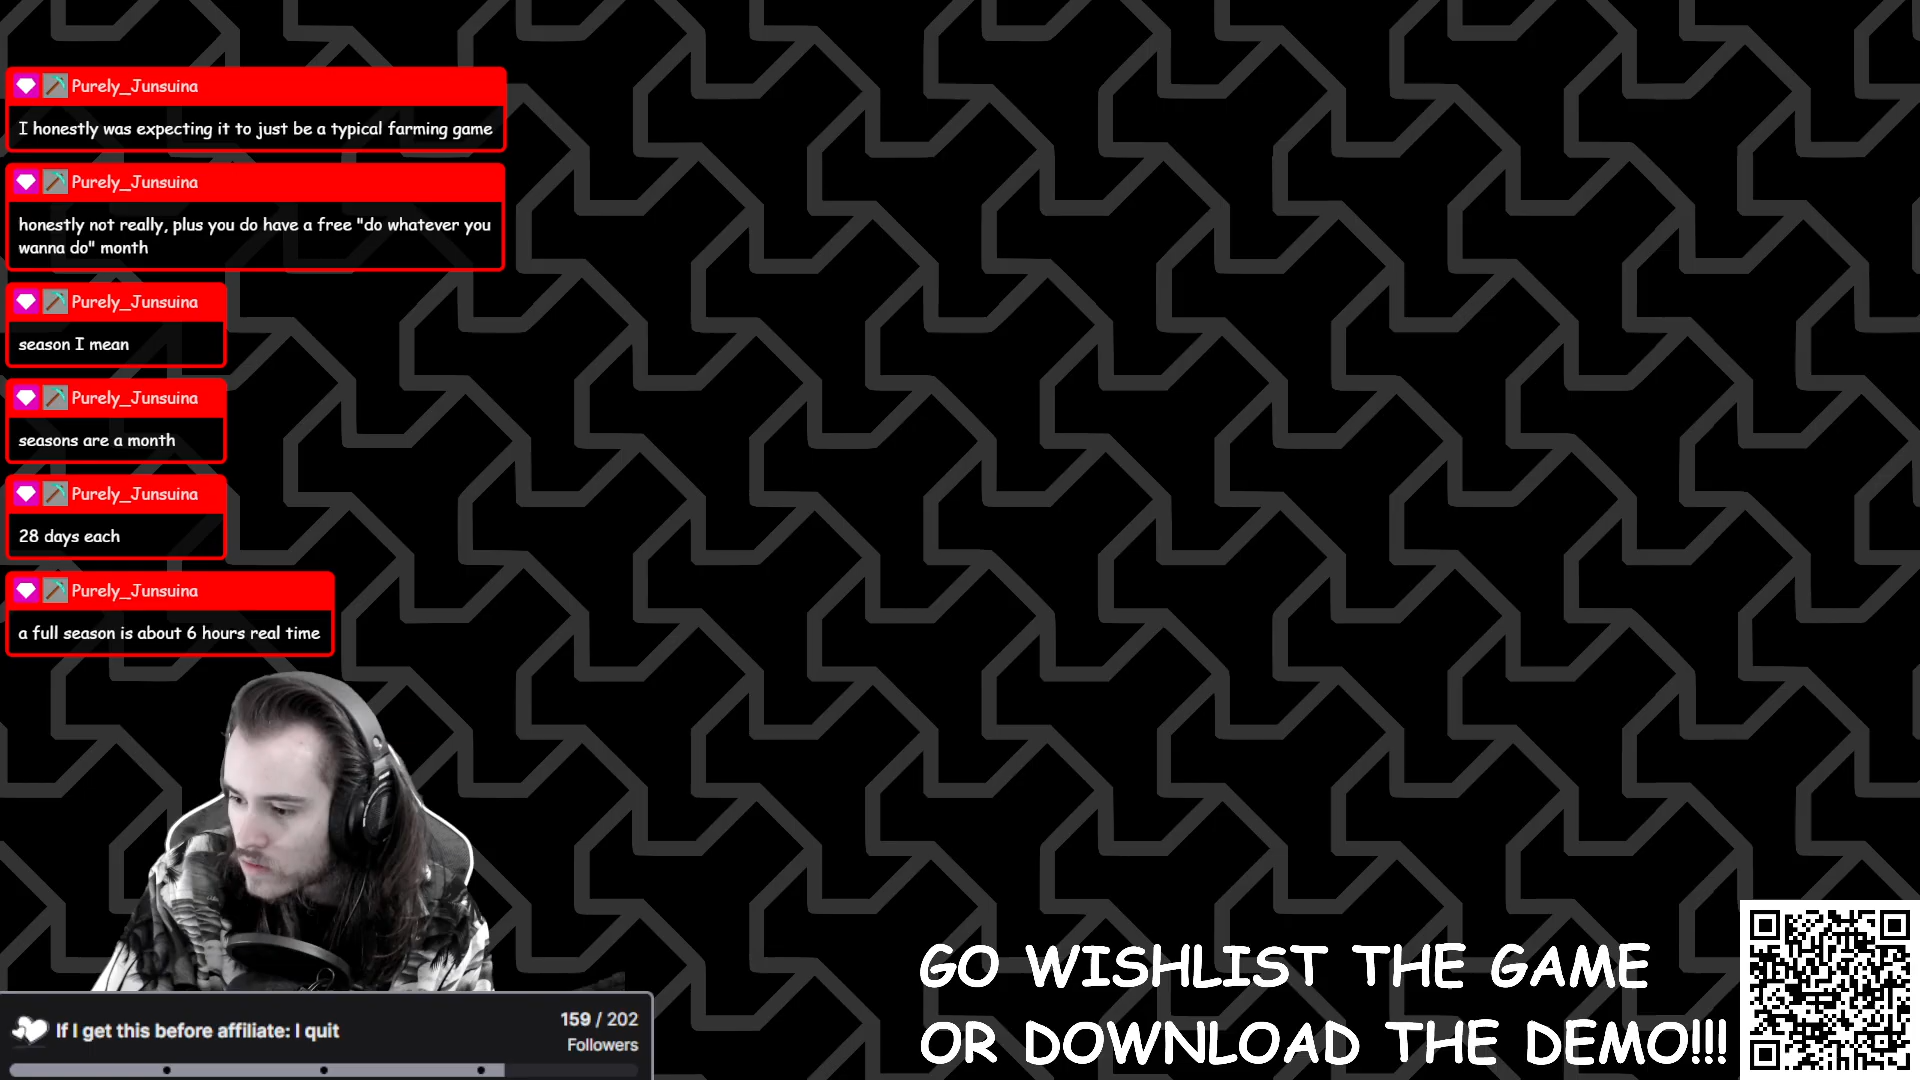 Purely_Junsuina
I honestly was expecting it to just be a typical farming game
Purely_Junsuina
honestly not really, plus you do have a free "do whatever you
wanna do" month
Purely_Junsuina
season I mean
Purely_Junsuina
seasons are a month
Purely_Junsuina
28 days each
Purely_Junsuina
a full season is about 6 hours real time
If I get this before affiliate: I quit
159 / 202
Followers
GO WISHLIST THE GAME
OR DOWNLOAD THE DEMO!!!